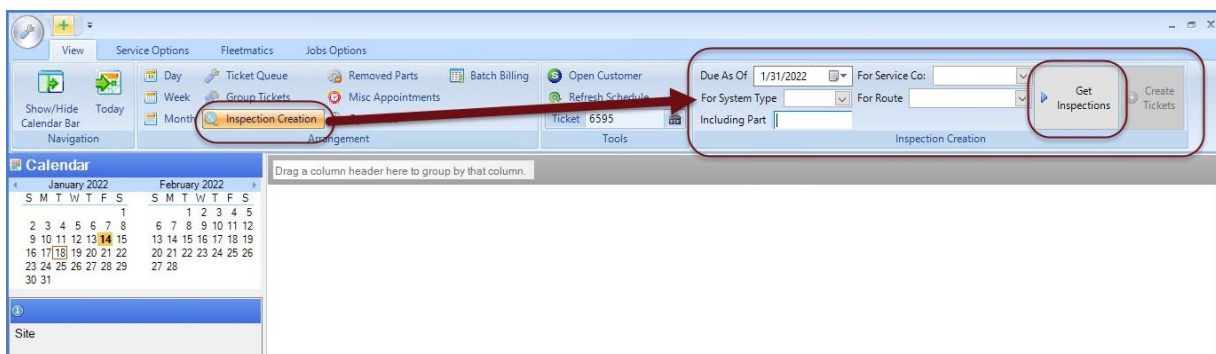 View Service Options Fleetmatics Jobs Options
Day Ticket Queue Removed Parts Batch Billing Open Customer Due As Of 1/31/2022 For Service Co:
Week Group Tickets Misc Appointments Refresh Schedule For System Type For Route
Show/Hide Calendar Bar Today Month Inspection Creation Ticket 6595 Including Part Get Inspections Create Tickets
Navigation Arrangement Tools Inspection Creation
Calendar
Drag a column header here to group by that column.
January 2022 February 2022
S M T W T F S S M T W T F S
1 1 2 3 4 5
2 3 4 5 6 7 8 6 7 8 9 10 11 12
9 10 11 12 13 14 15 13 14 15 16 17 18 19
16 17 18 19 20 21 22 20 21 22 23 24 25 26
23 24 25 26 27 28 29 27 28
30 31
Site